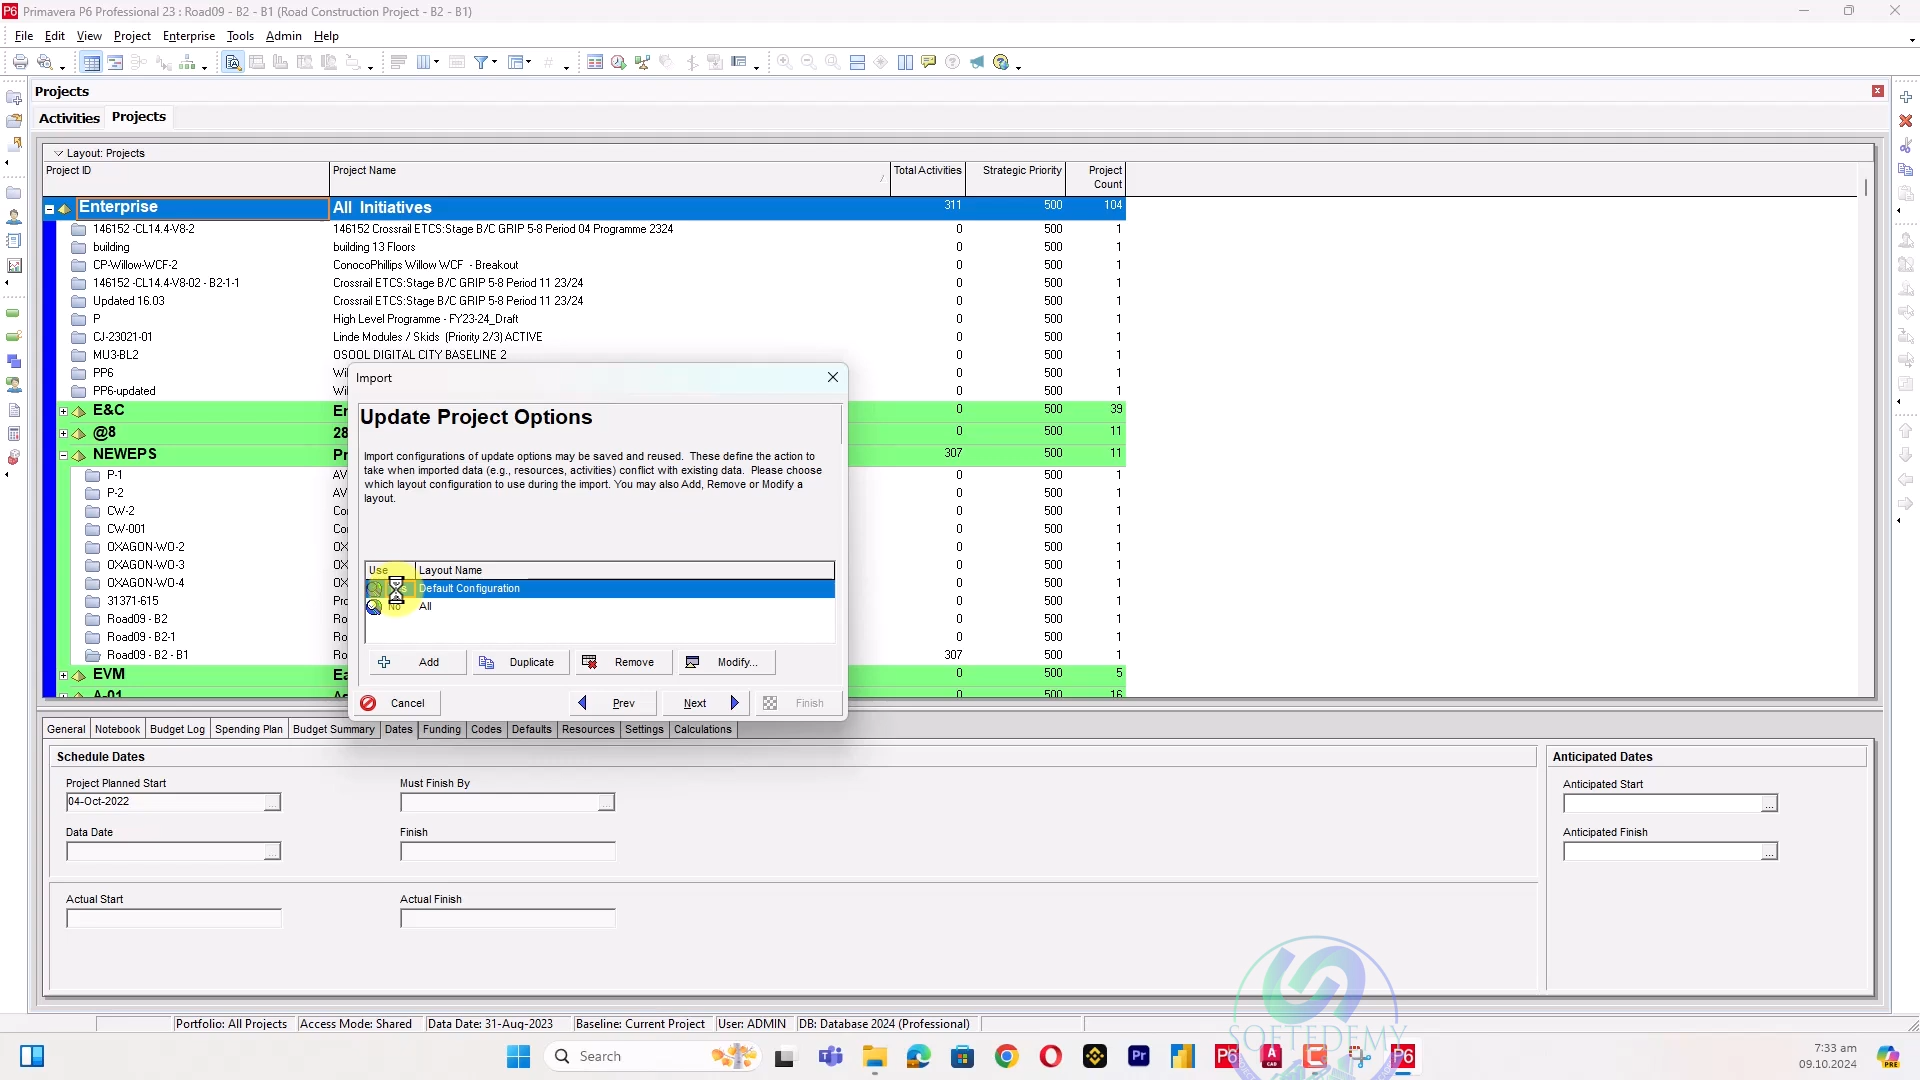 Primavera P6 Professional 23 : Road09 - B2 - B1 (Road Construction Project - B2 - B1)
File Edit View Project Enterprise Tools Admin Help
Projects
Activities Projects
Layout: Projects
Project ID Project Name Total Activities Strategic Priority Project Count
Enterprise All Initiatives 311 500 104
146152 -CL14.4-V8-2 146152 Crossrail ETCS:Stage B/C GRIP 5-8 Period 04 Programme 2324 0 500 1
building building 13 Floors 0 500 1
CP-Willow-WCF-2 ConocoPhillips Willow WCF - Breakout 0 500 1
146152 -CL14.4-V8-02 - B2-1-1 Crossrail ETCS:Stage B/C GRIP 5-8 Period 11 23/24 0 500 1
Updated 16.03 Crossrail ETCS:Stage B/C GRIP 5-8 Period 11 23/24 0 500 1
P High Level Programme - FY23-24_Draft 0 500 1
CJ-23021-01 Linde Modules / Skids (Priority 2/3) ACTIVE 0 500 1
MU3-BL2 OSOOL DIGITAL CITY BASELINE 2 0 500 1
PP6 Wil 0 500 1
PP6-updated Wil 0 500 1
E&C Er 0 500 39
@8 28 0 500 11
NEWEPS Pr 307 500 11
P-1 AV 0 500 1
P-2 AV 0 500 1
CW-2 Co 0 500 1
CW-001 Co 0 500 1
OXAGON-WO-2 OX 0 500 1
OXAGON-WO-3 OX 0 500 1
OXAGON-WO-4 OX 0 500 1
31371-615 Pro 0 500 1
Road09 - B2 Ro 0 500 1
Road09 - B2-1 Ro 0 500 1
Road09 - B2 - B1 Ro 307 500 1
EVM Ea 0 500 5
A-01 0 500 16
Import
Update Project Options
Import configurations of update options may be saved and reused. These define the action to
take when imported data (e.g., resources, activities) conflict with existing data. Please choose
which layout configuration to use during the import. You may also Add, Remove or Modify a
layout.
Use Layout Name
Default Configuration
No All
Add Duplicate Remove Modify...
Cancel Prev Next Finish
General Notebook Budget Log Spending Plan Budget Summary Dates Funding Codes Defaults Resources Settings Calculations
Schedule Dates Anticipated Dates
Project Planned Start Must Finish By Anticipated Start
04-Oct-2022
Data Date Finish Anticipated Finish
Actual Start Actual Finish
SOFTEDEMY
Portfolio: All Projects Access Mode: Shared Data Date: 31-Aug-2023 Baseline: Current Project User: ADMIN DB: Database 2024 (Professional)
Search
7:33 am
09.10.2024